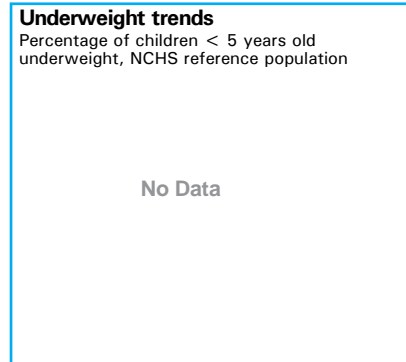 Underweight trends
Percentage of children < 5 years old
underweight, NCHS reference population
No Data